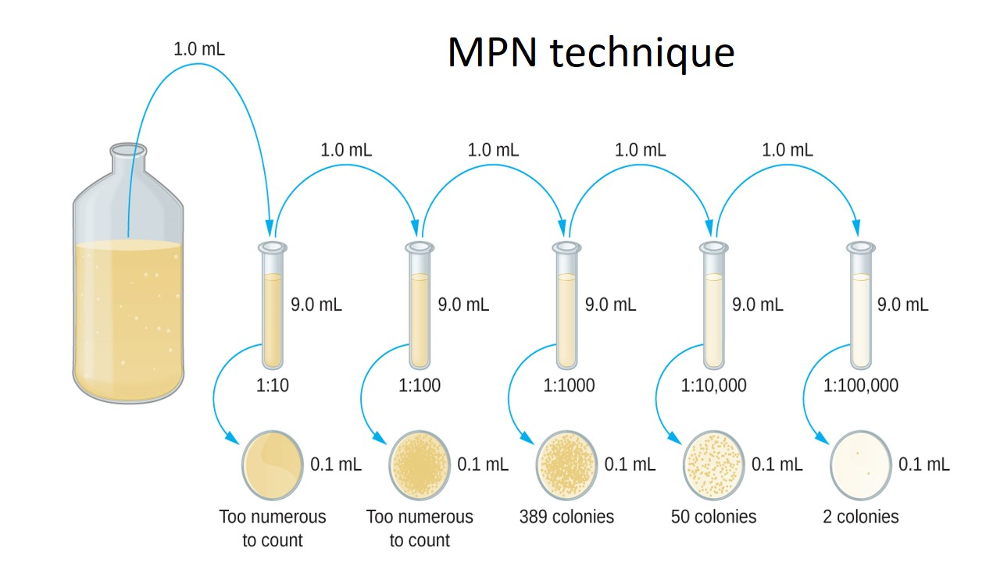 MPN technique
1.0 mL
1.0 mL
1.0 mL
1.0 mL
1.0 mL
9.0 mL
9.0 mL
9.0 mL
9.0 mL
9.0 mL
1:10
1:100
1:1000
1:10,000
1:100,000
0.1 mL
0.1 mL
0.1 mL
0.1 mL
0.1 mL
Too numerous
to count
Too numerous
to count
389 colonies
50 colonies
2 colonies